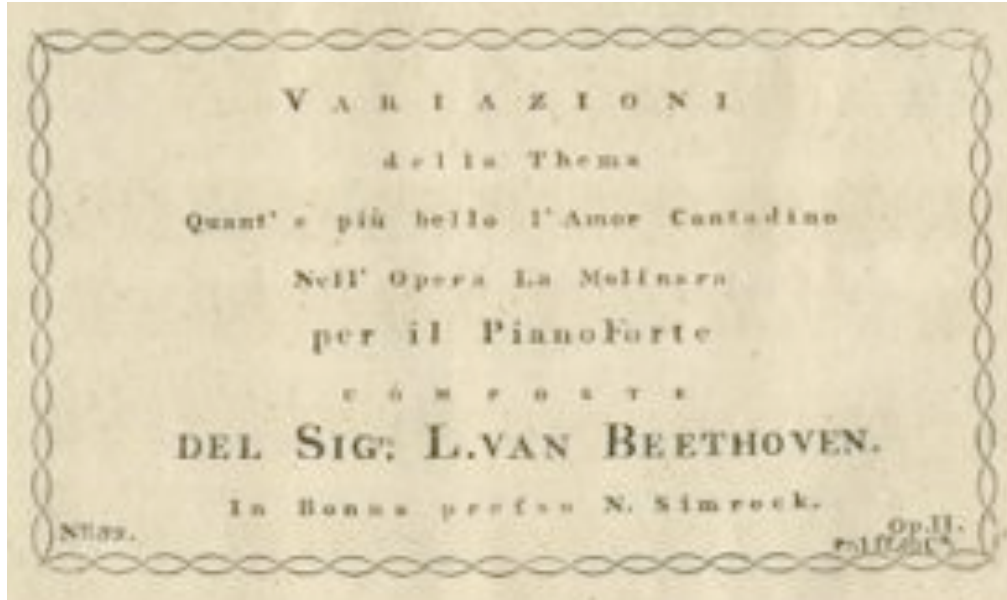 VARIAZIONI
della Thema
Quant' e più bello l'Amor Contadino
Nell' Opera La Molinara
per il PianoForte
COMPOSTE
DEL SIGR: L. VAN BEETHOVEN.
In Bonna presso N. Simrock.
Op. II.